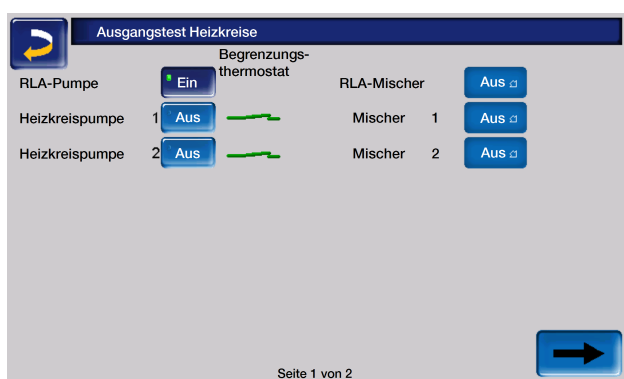 Ausgangstest Heizkreise
Begrenzungs-
thermostat
RLA-Pumpe Ein RLA-Mischer Aus
Heizkreispumpe 1 Aus Mischer 1 Aus
Heizkreispumpe 2 Aus Mischer 2 Aus
Seite 1 von 2